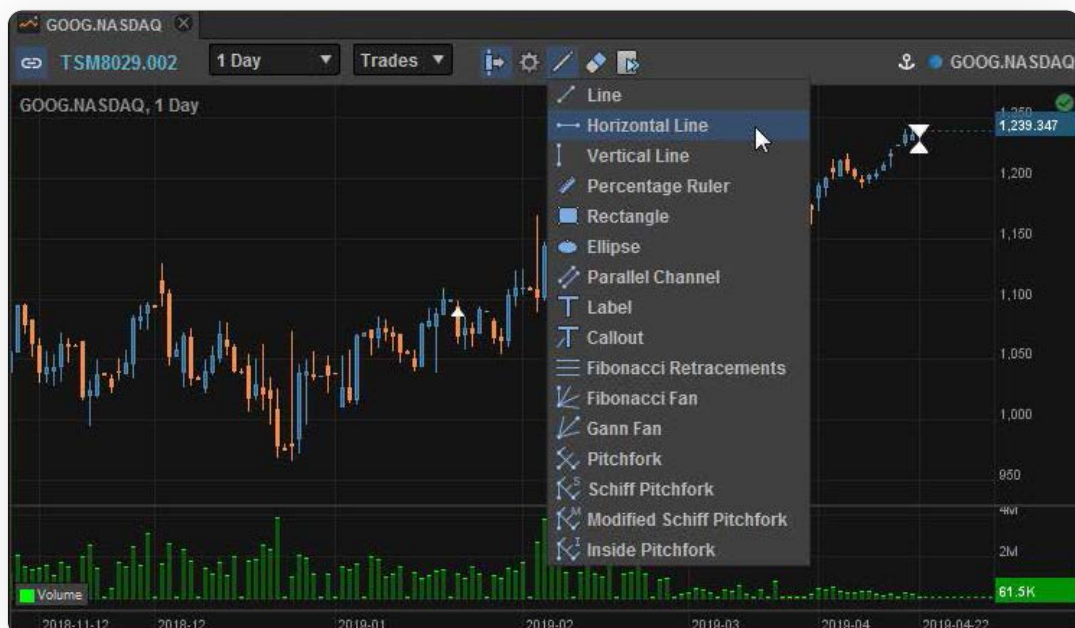 GOOG.NASDAQ
TSM8029.002 1 Day Trades GOOG.NASDAQ
GOOG.NASDAQ, 1 Day
Line
Horizontal Line
Vertical Line
Percentage Ruler
Rectangle
Ellipse
Parallel Channel
Label
Callout
Fibonacci Retracements
Fibonacci Fan
Gann Fan
Pitchfork
S Schiff Pitchfork
M Modified Schiff Pitchfork
I Inside Pitchfork
1,250
1,239.347
1,200
1,150
1,100
1,050
1,000
950
4M
2M
61.5K
Volume
2018-11-12 2018-12 2019-01 2019-02 2019-03 2019-04 2019-04-22